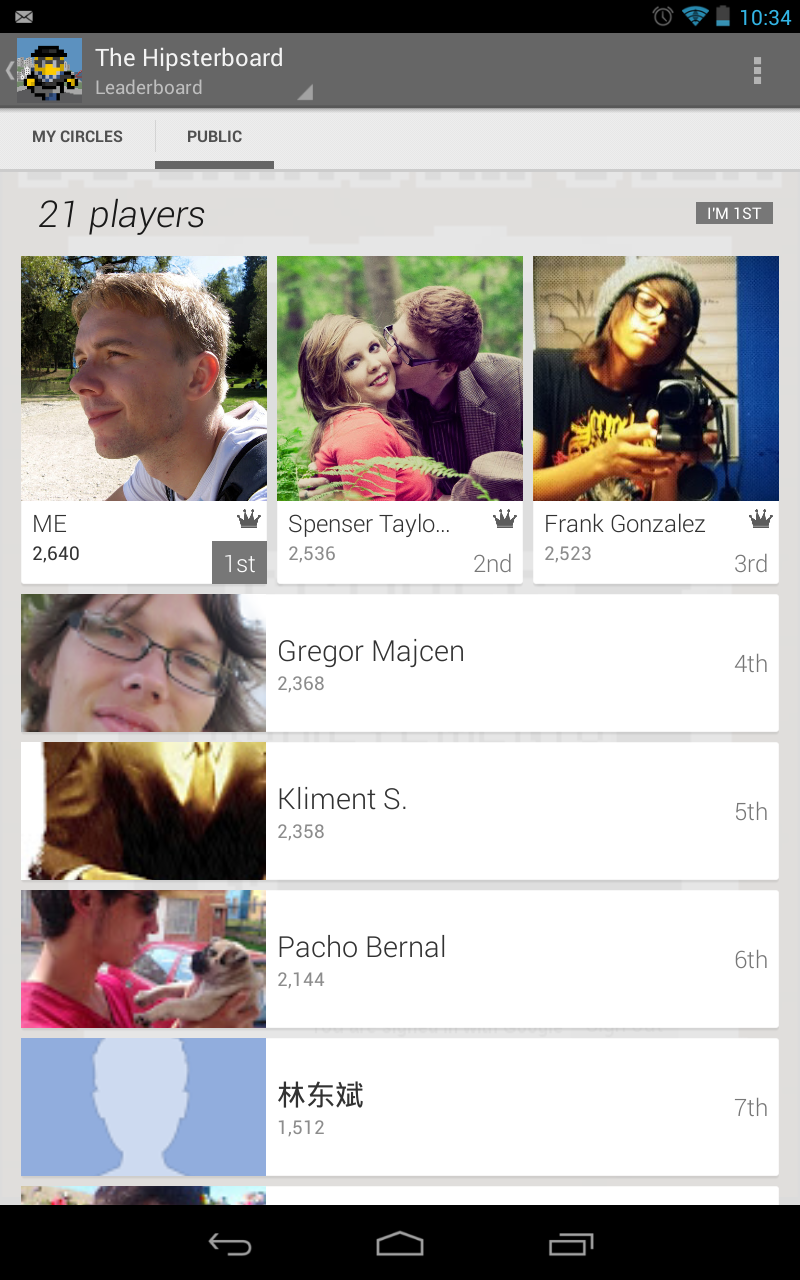 10:34
The Hipsterboard
Leaderboard
MY CIRCLES
PUBLIC
21 players
I'M 1ST
ME
2,640
1st
Spenser Taylo...
2,536
2nd
Frank Gonzalez
2,523
3rd
Gregor Majcen
2,368
4th
Kliment S.
2,358
5th
Pacho Bernal
2,144
6th
林东斌
1,512
7th